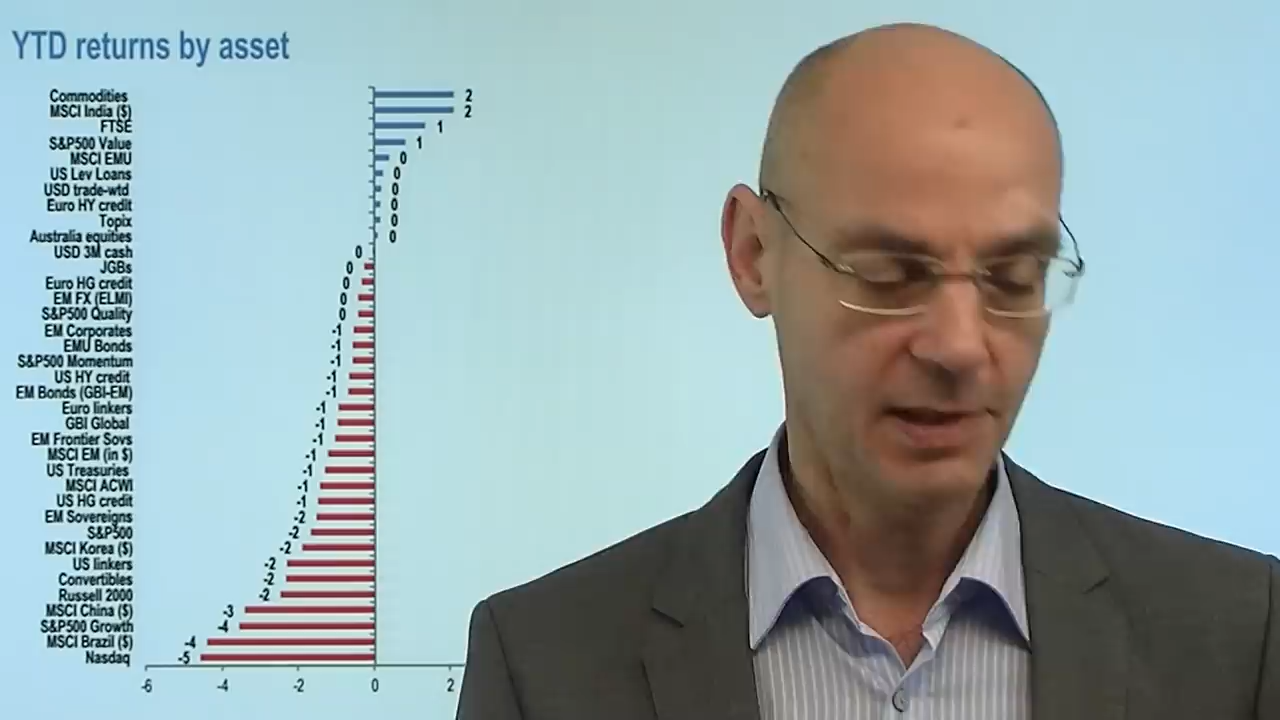 YTD returns by asset
Commodities 2
MSCI India ($) 2
FTSE 1
S&P500 Value 1
MSCI EMU 0
US Lev Loans 0
USD trade-wtd 0
Euro HY credit 0
Topix 0
Australia equities 0
USD 3M cash 0
JGBs 0
Euro HG credit 0
EM FX (ELMI) 0
S&P500 Quality 0
EM Corporates -1
EMU Bonds -1
S&P500 Momentum -1
US HY credit -1
EM Bonds (GBI-EM) -1
Euro linkers -1
GBI Global -1
EM Frontier Sovs -1
MSCI EM (in $) -1
US Treasuries -1
MSCI ACWI -1
US HG credit -1
EM Sovereigns -2
S&P500 -2
MSCI Korea ($) -2
US linkers -2
Convertibles -2
Russell 2000 -2
MSCI China ($) -3
S&P500 Growth -4
MSCI Brazil ($) -4
Nasdaq -5
-6 -4 -2 0 2